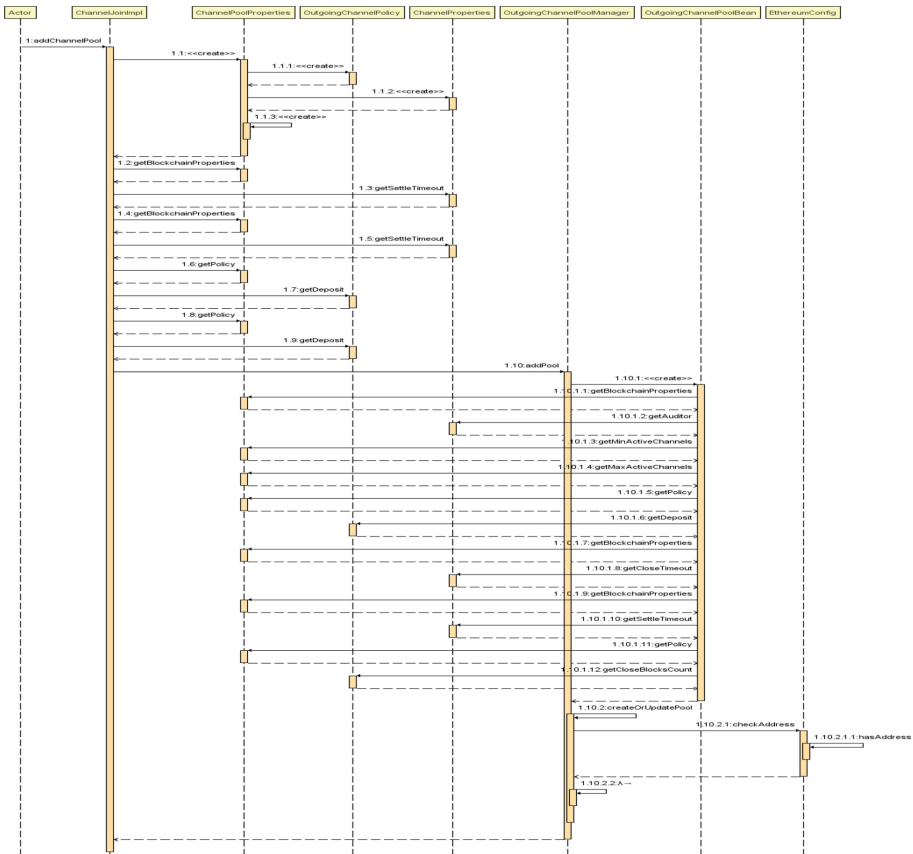 Actor
ChannelJoinImpl
ChannelPoolProperties
OutgoingChannelPolicy
ChannelProperties
OutgoingChannelPoolManager
OutgoingChannelPoolBean
EthereumConfig
1:addChannelPool
1.1:<<create>>
1.1.1:<<create>>
1.1.2:<<create>>
1.1.3:<<create>>
1.2:getBlockchainProperties
1.3:getSettleTimeout
1.4:getBlockchainProperties
1.5:getSettleTimeout
1.6:getPolicy
1.7:getDeposit
1.8:getPolicy
1.9:getDeposit
1.10:addPool
1.10.1:<<create>>
1.10.1.1:getBlockchainProperties
1.10.1.2:getAuditor
1.10.1.3:getMinActiveChannels
1.10.1.4:getMaxActiveChannels
1.10.1.5:getPolicy
1.10.1.6:getDeposit
1.10.1.7:getBlockchainProperties
1.10.1.8:getCloseTimeout
1.10.1.9:getBlockchainProperties
1.10.1.10:getSettleTimeout
1.10.1.11:getPolicy
1.10.1.12:getCloseBlocksCount
1.10.2:createOrUpdatePool
1.10.2.1:checkAddress
1.10.2.1.1:hasAddress
1.10.2.2:λ→